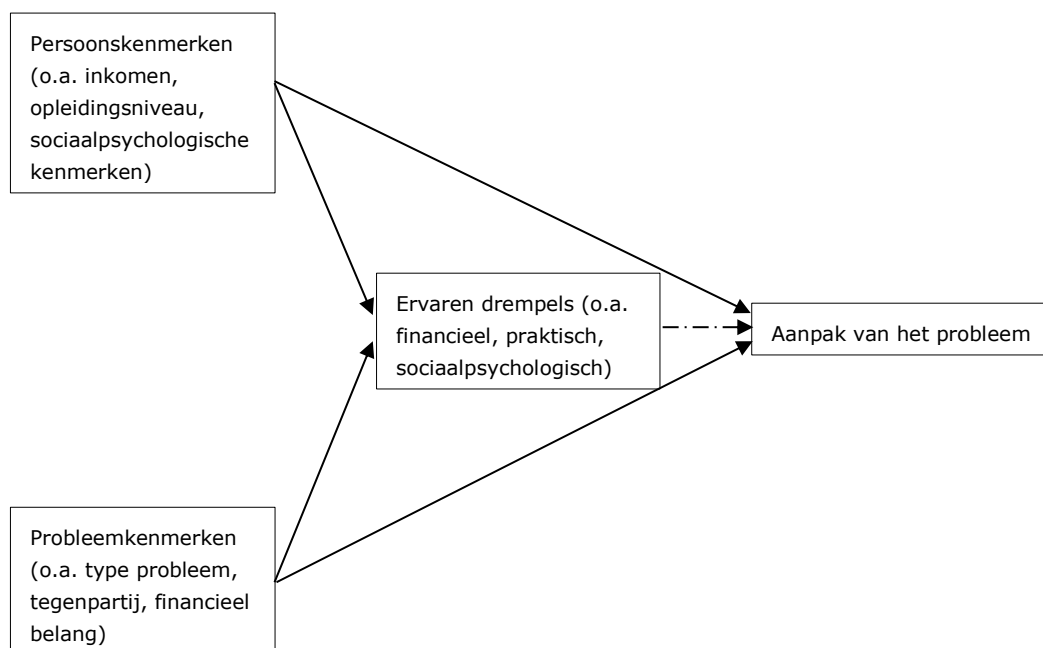 Persoonskenmerken
(o.a. inkomen,
opleidingsniveau,
sociaalpsychologische
kenmerken)
Ervaren drempels (o.a.
financieel, praktisch,
sociaalpsychologisch)
Aanpak van het probleem
Probleemkenmerken
(o.a. type probleem,
tegenpartij, financieel
belang)